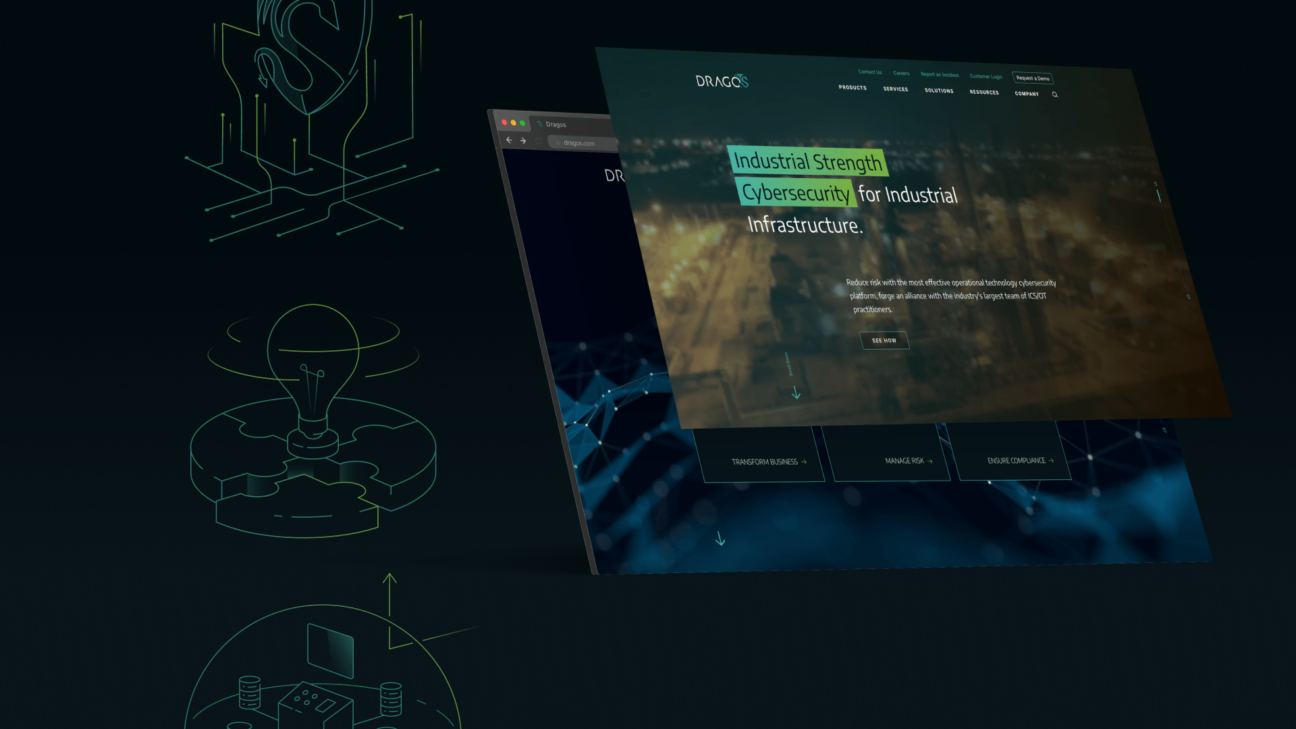 Contact Us Careers Report an Incident Customer Login Request a Demo
DRAGOS
PRODUCTS SERVICES SOLUTIONS RESOURCES COMPANY
Dragos
dragos.com
DR
Industrial Strength
Cybersecurity for Industrial
Infrastructure.
Reduce risk with the most effective operational technology cybersecurity
platform, forge an alliance with the industry's largest team of ICS/OT
practitioners.
SEE HOW
TRANSFORM BUSINESS → MANAGE RISK → ENSURE COMPLIANCE →